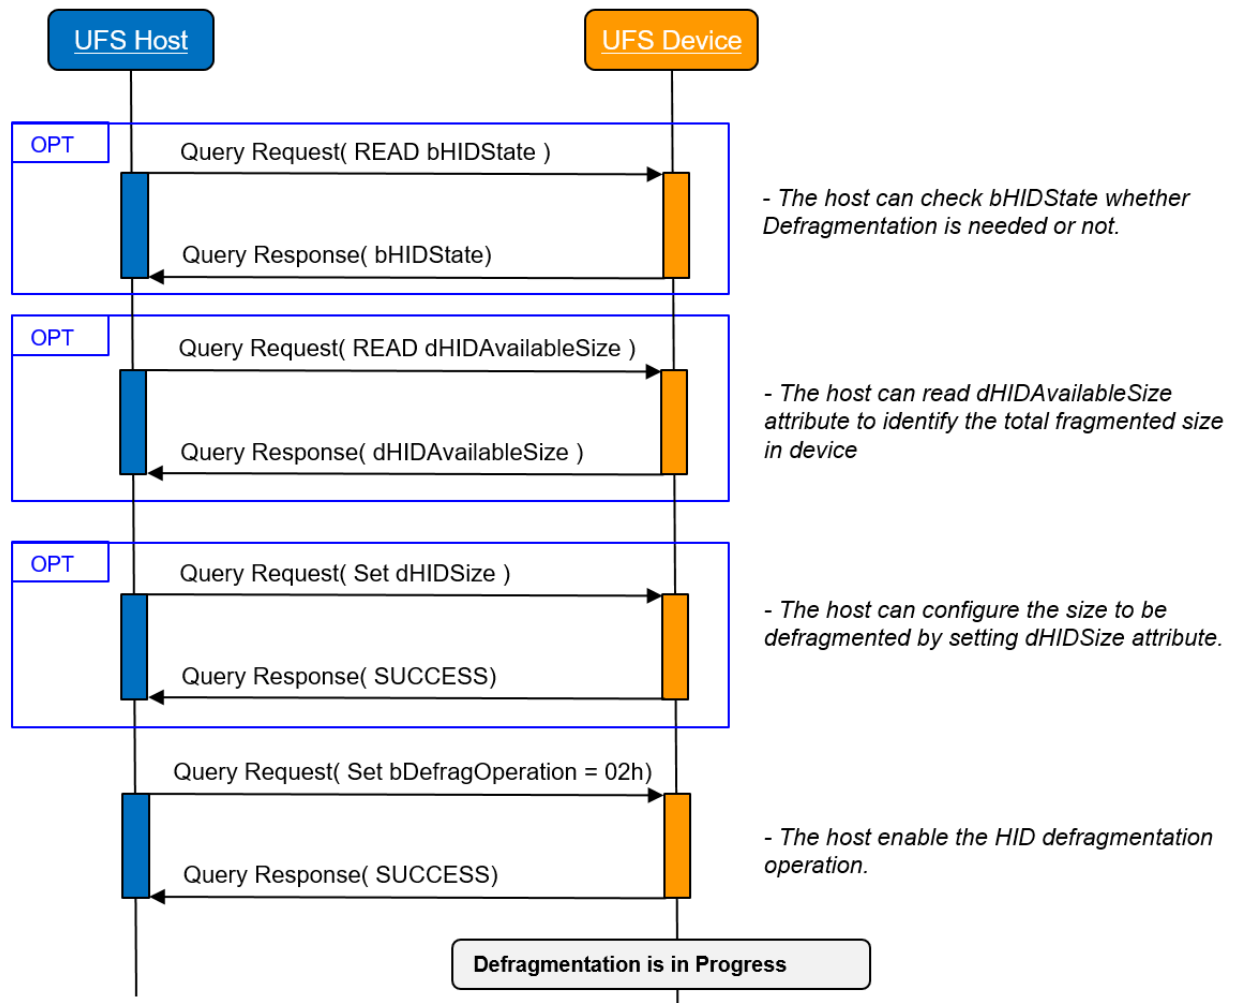 UFS Host
UFS Device
OPT
Query Request( READ bHIDState )
- The host can check bHIDState whether
Defragmentation is needed or not.
Query Response( bHIDState)
OPT
Query Request( READ dHIDAvailableSize )
- The host can read dHIDAvailableSize
attribute to identify the total fragmented size
in device
Query Response( dHIDAvailableSize )
OPT
Query Request( Set dHIDSize )
- The host can configure the size to be
defragmented by setting dHIDSize attribute.
Query Response( SUCCESS)
Query Request( Set bDefragOperation = 02h)
- The host enable the HID defragmentation
operation.
Query Response( SUCCESS)
Defragmentation is in Progress